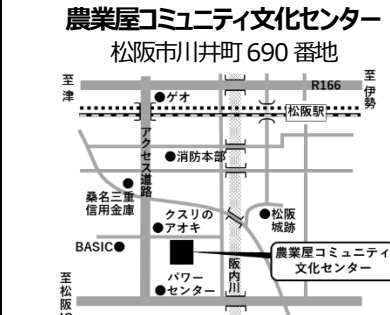 農業屋コミュニティ文化センター
松阪市川井町 690 番地
至
津
至
伊
勢
R166
●ゲオ
松阪駅
アクセス道路
●消防本部
桑名三重
信用金庫
クスリの
●アオキ
●松阪
城跡
BASIC●
農業屋コミュニティ
文化センター
阪内川
パワー
●センター
至
松
阪
IC